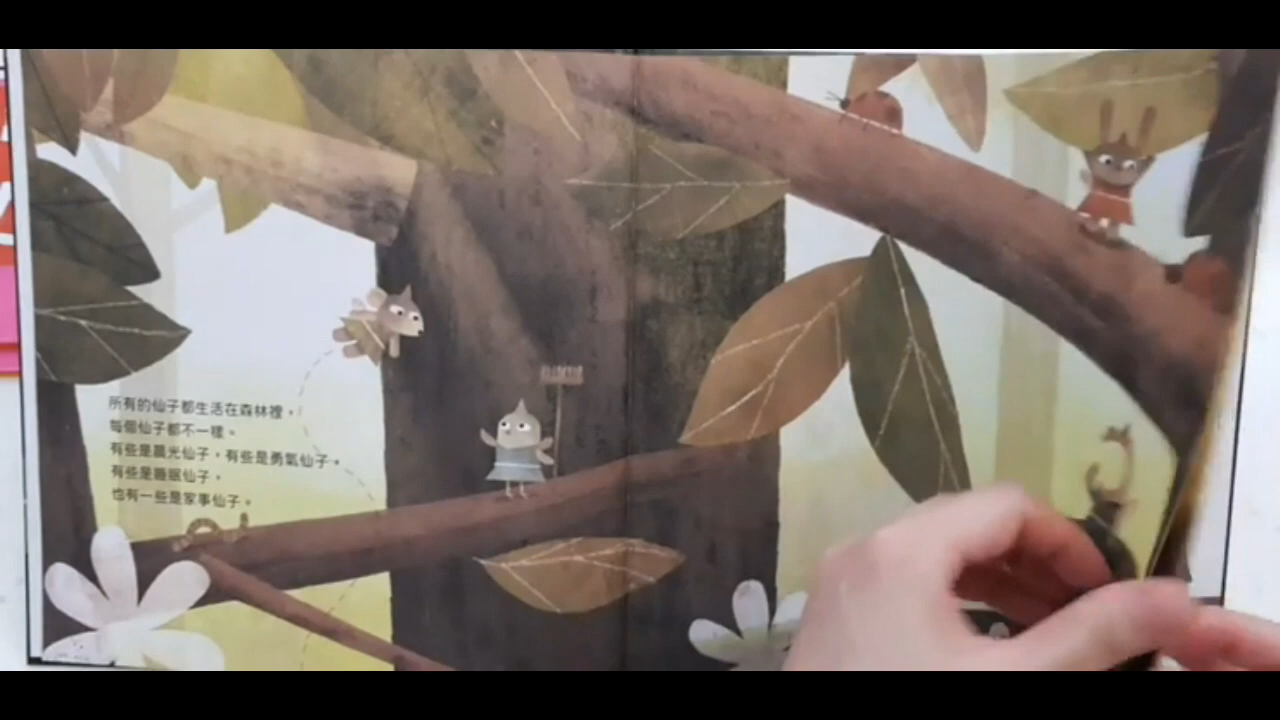 所有的仙子都生活在森林裡，
每個仙子都不一樣。
有些是晨光仙子，有些是勇氣仙子。
有些是睡眠仙子，
也有一些是家事仙子。